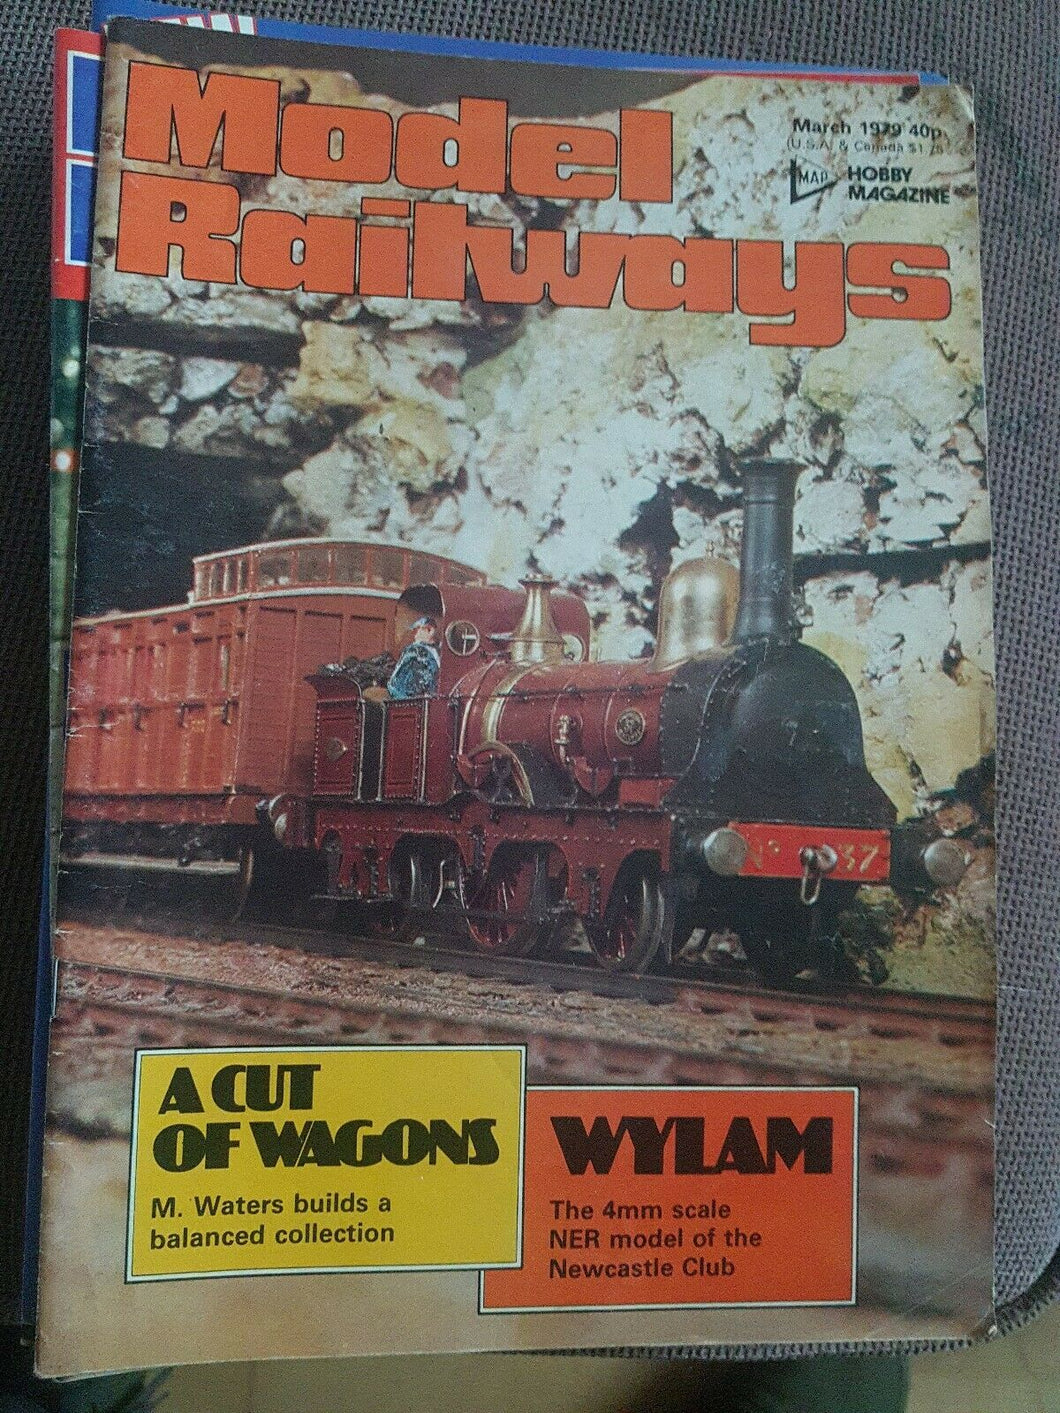 Model
Railways
March 1979 40p
(U.S.A. & Canada $1.75)
MAP HOBBY
MAGAZINE
Nº 37
A CUT
OF WAGONS
M. Waters builds a
balanced collection
WYLAM
The 4mm scale
NER model of the
Newcastle Club